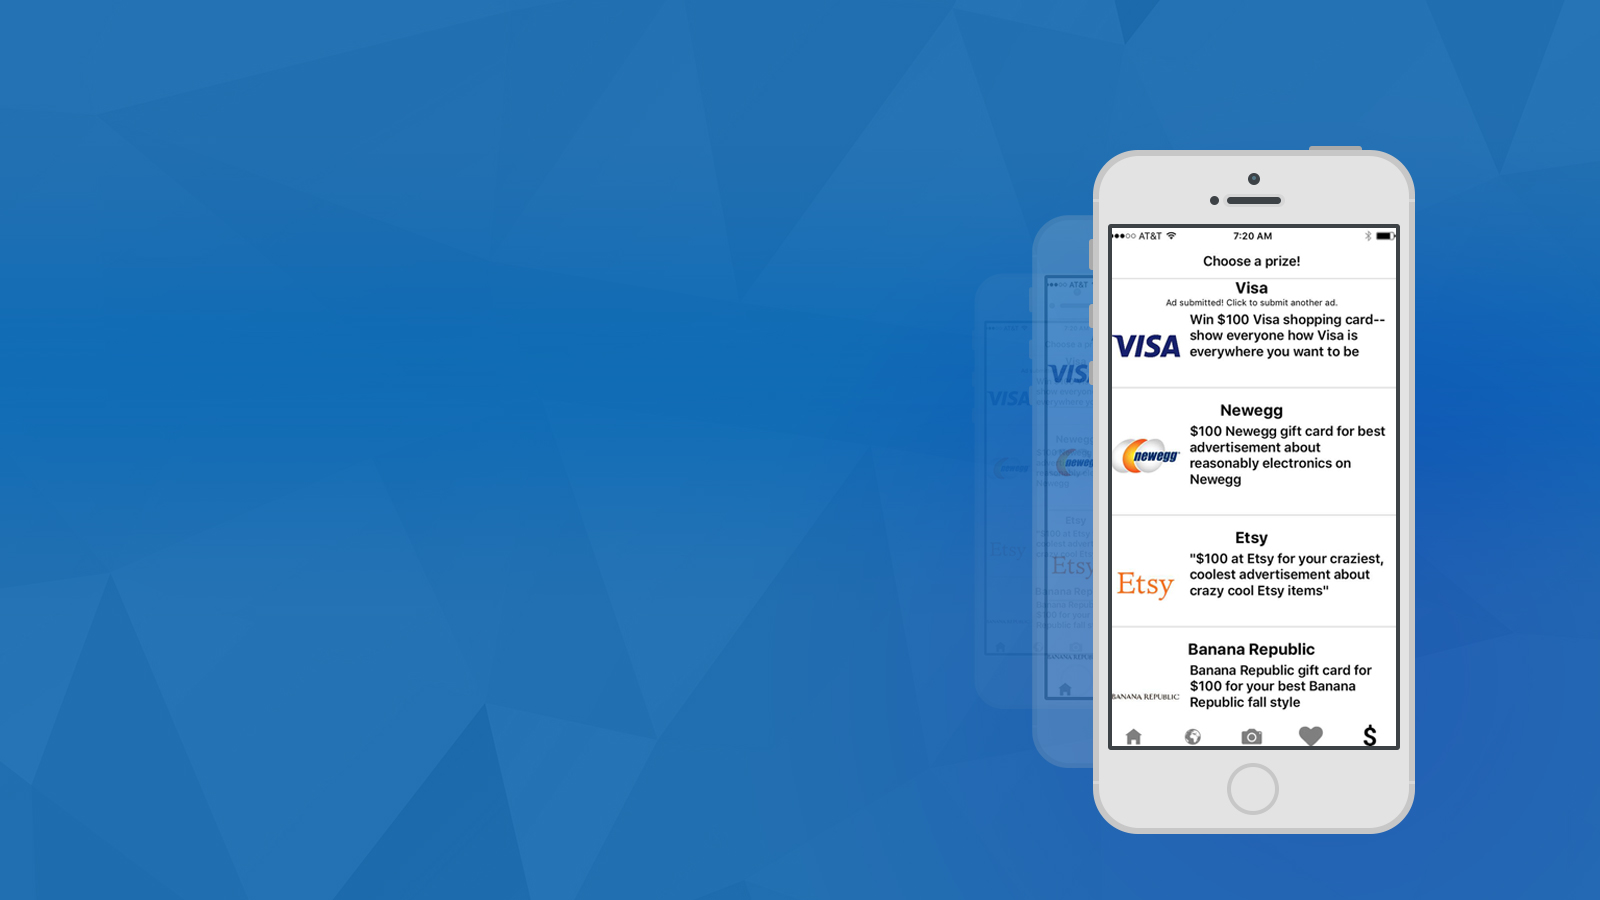 AT&T
7:20 AM
Choose a prize!
Visa
Ad submitted! Click to submit another ad.
VISA
Win $100 Visa shopping card--
show everyone how Visa is
everywhere you want to be
Newegg
newegg
$100 Newegg gift card for best
advertisement about
reasonably electronics on
Newegg
Etsy
Etsy
"$100 at Etsy for your craziest,
coolest advertisement about
crazy cool Etsy items"
Banana Republic
BANANA REPUBLIC
Banana Republic gift card for
$100 for your best Banana
Republic fall style
$